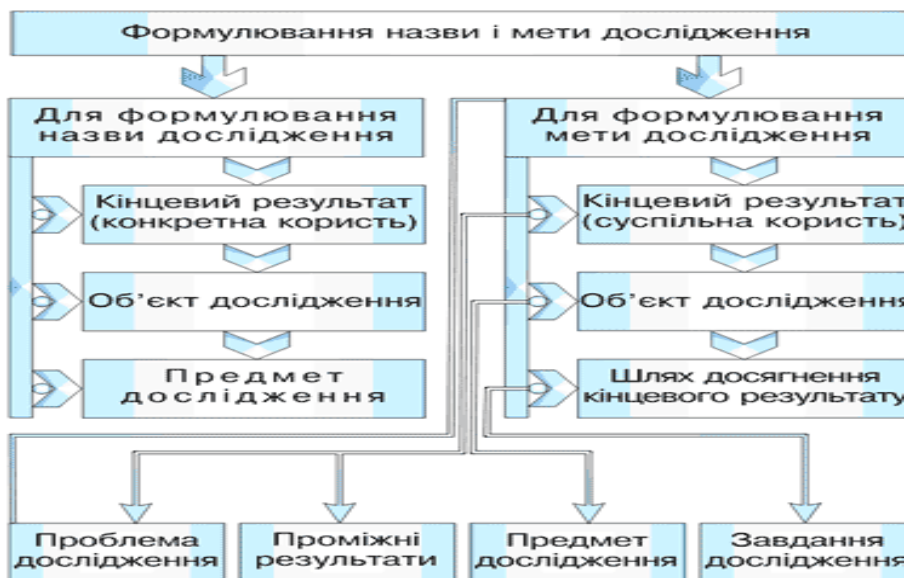 Формулювання назви і мети дослідження
Для формулювання
назви дослідження
Для формулювання
мети дослідження
Кінцевий результат
(конкретна користь)
Кінцевий результат
(суспільна користь)
Об’єкт дослідження
Об’єкт дослідження
Предмет
дослідження
Шлях досягнення
кінцевого результату
Проблема
дослідження
Проміжні
результати
Предмет
дослідження
Завдання
дослідження